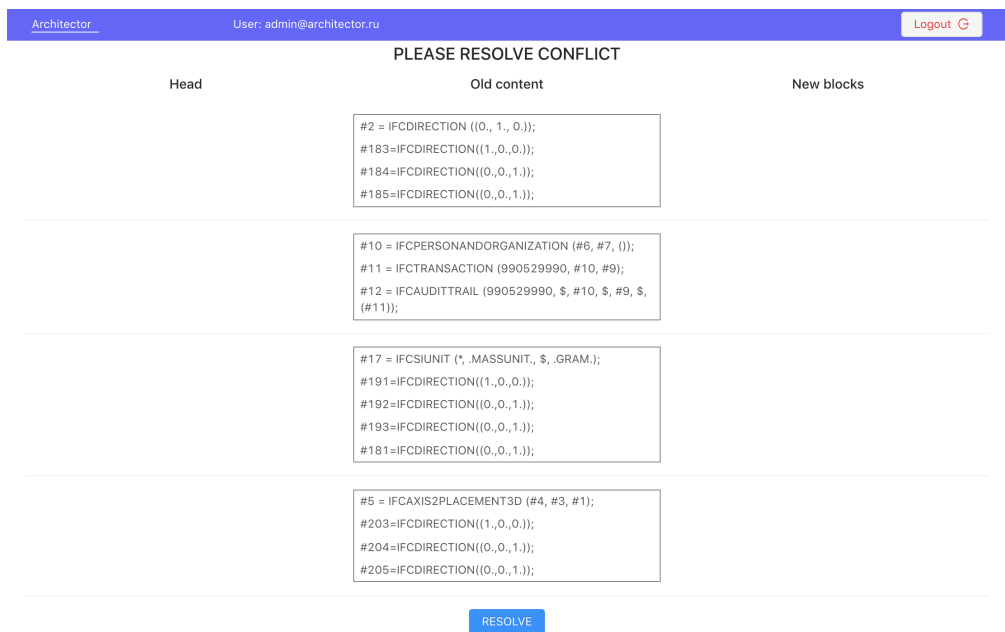 Architector User: admin@architector.ru Logout
PLEASE RESOLVE CONFLICT
Head Old content New blocks
#2 = IFCDIRECTION ((0., 1., 0.));
#183=IFCDIRECTION((1.,0.,0.));
#184=IFCDIRECTION((0.,0.,1.));
#185=IFCDIRECTION((0.,0.,1.));
#10 = IFCPERSONANDORGANIZATION (#6, #7, ());
#11 = IFCTRANSACTION (990529990, #10, #9);
#12 = IFCAUDITTRAIL (990529990, $, #10, $, #9, $,
(#11));
#17 = IFCSIUNIT (*, .MASSUNIT., $, .GRAM.);
#191=IFCDIRECTION((1.,0.,0.));
#192=IFCDIRECTION((0.,0.,1.));
#193=IFCDIRECTION((0.,0.,1.));
#181=IFCDIRECTION((0.,0.,1.));
#5 = IFCAXIS2PLACEMENT3D (#4, #3, #1);
#203=IFCDIRECTION((1.,0.,0.));
#204=IFCDIRECTION((0.,0.,1.));
#205=IFCDIRECTION((0.,0.,1.));
RESOLVE